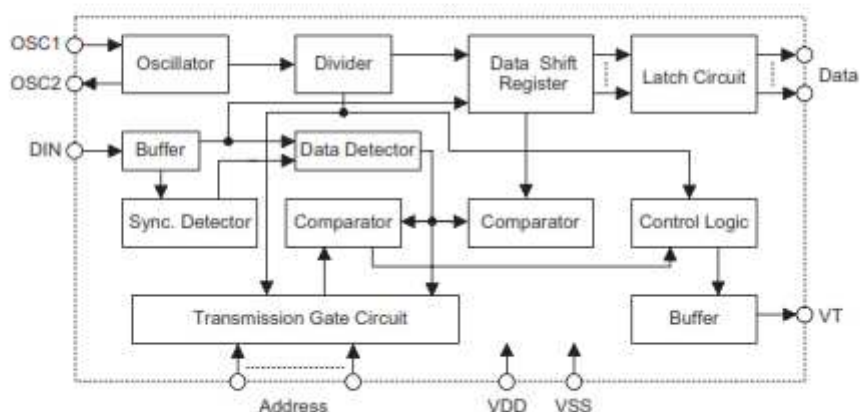 OSC1
OSC2
Oscillator
Divider
Data Shift
Register
Latch Circuit
Data
DIN
Buffer
Data Detector
Sync. Detector
Comparator
Comparator
Control Logic
Transmission Gate Circuit
Buffer
VT
Address
VDD
VSS